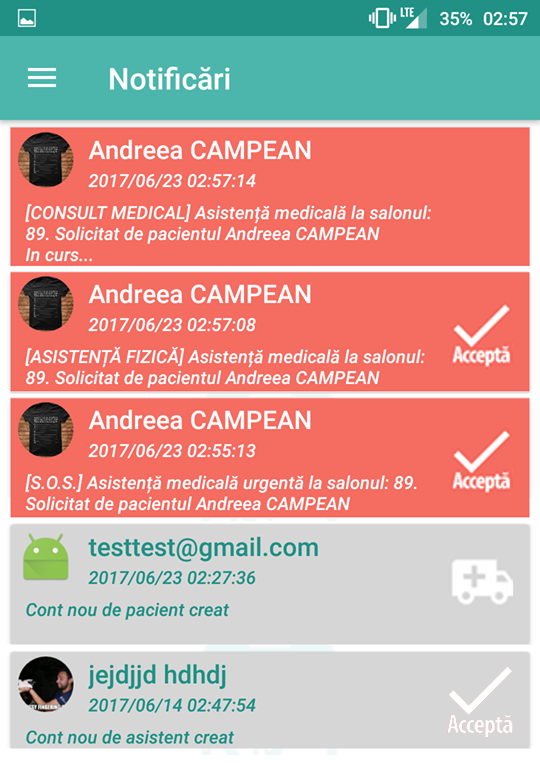 LTE 35% 02:57
Notificări
Andreea CAMPEAN
2017/06/23 02:57:14
[CONSULT MEDICAL] Asistență medicală la salonul:
89. Solicitat de pacientul Andreea CAMPEAN
In curs...
Andreea CAMPEAN
2017/06/23 02:57:08
[ASISTENȚĂ FIZICĂ] Asistență medicală la salonul:
89. Solicitat de pacientul Andreea CAMPEAN
Acceptă
Andreea CAMPEAN
2017/06/23 02:55:13
[S.O.S.] Asistență medicală urgentă la salonul: 89.
Solicitat de pacientul Andreea CAMPEAN
Acceptă
testtest@gmail.com
2017/06/23 02:27:36
Cont nou de pacient creat
jejdjjd hdhdj
2017/06/14 02:47:54
Cont nou de asistent creat
Acceptă